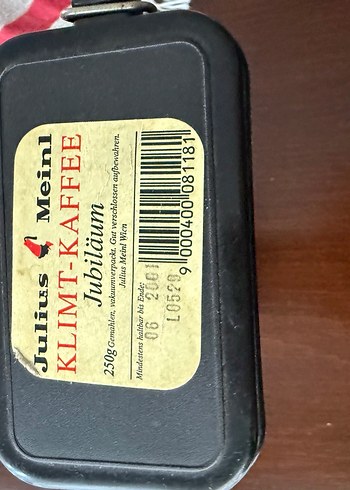 Julius Meinl
KLIMT-KAFFEE
Jubiläum
250g Gemahlen, vakuumverpackt. Gut verschlossen aufbewahren.
Julius Meinl Wien
Mindestens haltbar bis Ende:
06 2001
L0529
9 000400 081181